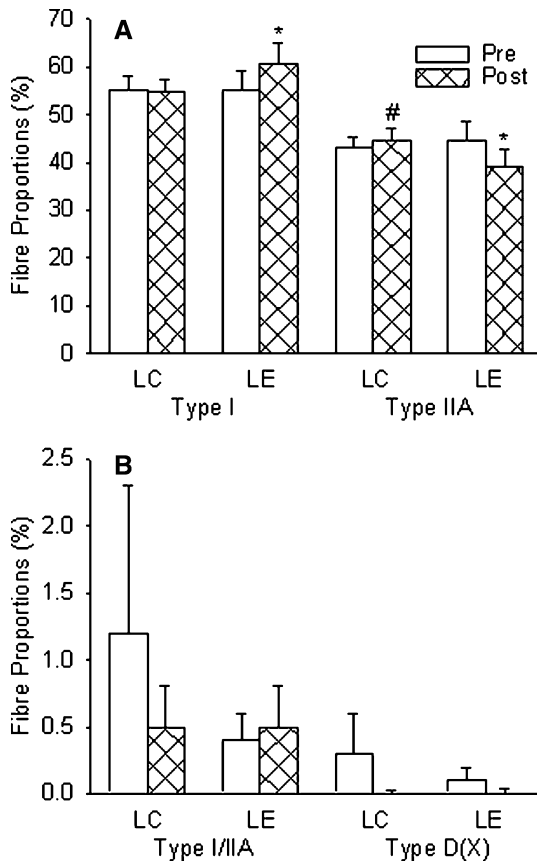 A
Pre
Post
Fibre Proportions (%)
70
60
50
40
30
20
10
0
*
#
*
LC LE LC LE
Type I Type IIA
B
Fibre Proportions (%)
2.5
2.0
1.5
1.0
0.5
0.0
LC LE LC LE
Type I/IIA Type D(X)